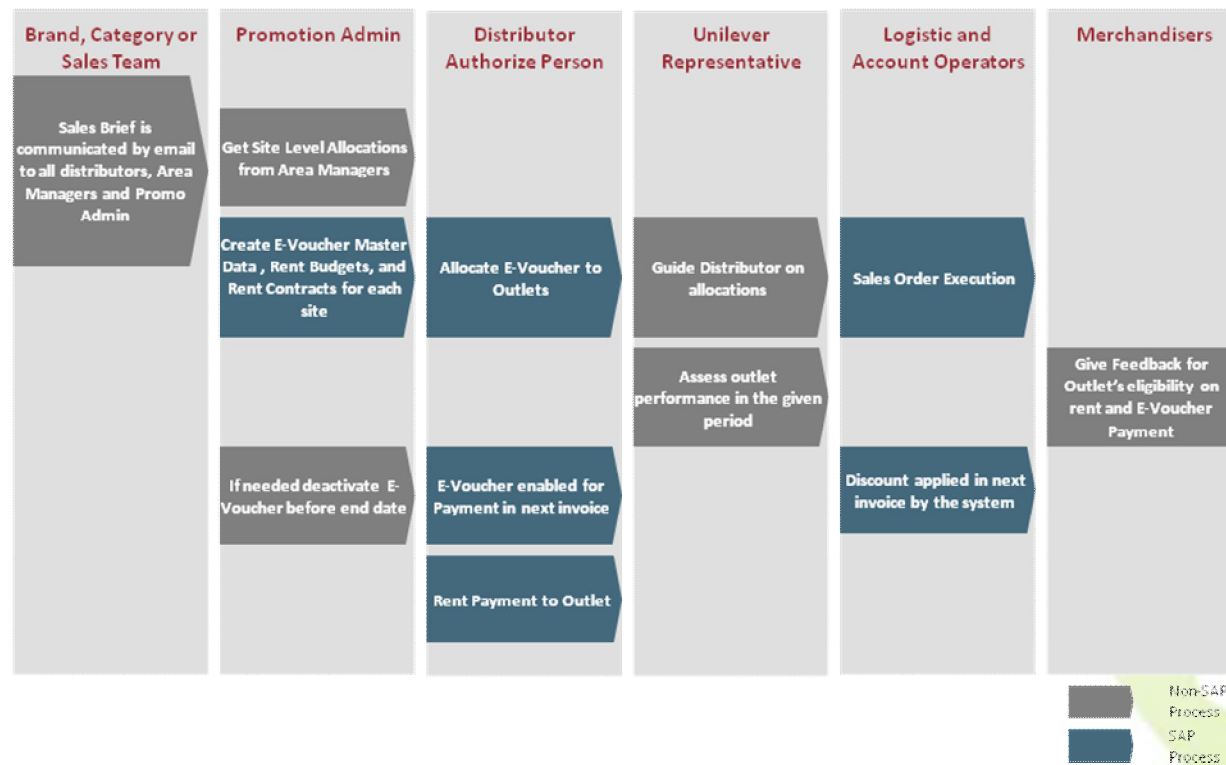 Brand, Category or
Sales Team
Promotion Admin
Distributor
Authorize Person
Unilever
Representative
Logistic and
Account Operators
Merchandisers
Sales Brief is
communicated by email
to all distributors, Area
Managers and Promo
Admin
Get Site Level Allocations
from Area Managers
Create E-Voucher Master
Data , Rent Budgets, and
Rent Contracts for each
site
Allocate E-Voucher to
Outlets
Guide Distributor on
allocations
Sales Order Execution
Assess outlet
performance in the given
period
Give Feedback for
Outlet's eligibility on
rent and E-Voucher
Payment
If needed deactivate E-
Voucher before end date
E-Voucher enabled for
Payment in next invoice
Discount applied in next
invoice by the system
Rent Payment to Outlet
Non-SAP
Process
SAP
Process